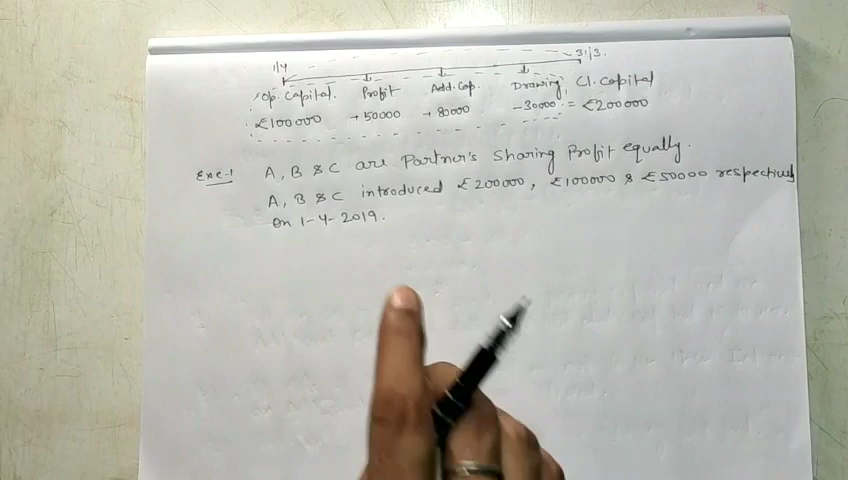 1/4 31/3.
Op. Capital. Profit Add. Cap. Drawing Cl. Capital
₹100000 + 50000 + 80000 - 30000 = ₹200000
Exe-1 A, B & C are Partner's Sharing Profit equally.
A, B & C introduced ₹200000, ₹100000 & ₹50000 respectively
On 1-4-2019.